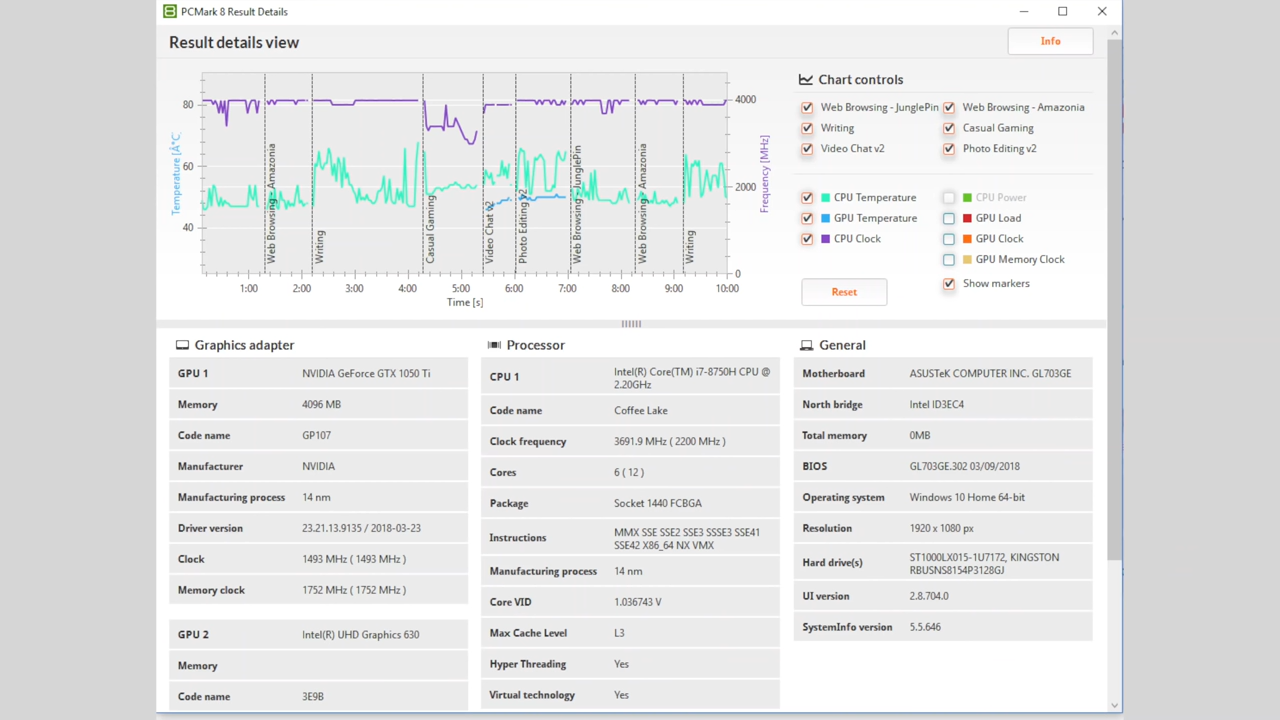 PCMark 8 Result Details
Result details view
Info
80
60
40
Temperature [Â°C]
4000
2000
0
Frequency [MHz]
Web Browsing - Amazonia
Writing
Casual Gaming
Video Chat v2
Photo Editing v2
Web Browsing - JunglePin
Web Browsing - Amazonia
Writing
1:00 2:00 3:00 4:00 5:00 6:00 7:00 8:00 9:00 10:00
Time [s]
Chart controls
Web Browsing - JunglePin Web Browsing - Amazonia
Writing Casual Gaming
Video Chat v2 Photo Editing v2
CPU Temperature CPU Power
GPU Temperature GPU Load
CPU Clock GPU Clock
GPU Memory Clock
Reset Show markers
Graphics adapter
GPU 1 NVIDIA GeForce GTX 1050 Ti
Memory 4096 MB
Code name GP107
Manufacturer NVIDIA
Manufacturing process 14 nm
Driver version 23.21.13.9135 / 2018-03-23
Clock 1493 MHz ( 1493 MHz )
Memory clock 1752 MHz ( 1752 MHz )
GPU 2 Intel(R) UHD Graphics 630
Memory
Code name 3E9B
Processor
CPU 1 Intel(R) Core(TM) i7-8750H CPU @
2.20GHz
Code name Coffee Lake
Clock frequency 3691.9 MHz ( 2200 MHz )
Cores 6 ( 12 )
Package Socket 1440 FCBGA
Instructions MMX SSE SSE2 SSE3 SSSE3 SSE41
SSE42 X86_64 NX VMX
Manufacturing process 14 nm
Core VID 1.036743 V
Max Cache Level L3
Hyper Threading Yes
Virtual technology Yes
General
Motherboard ASUSTeK COMPUTER INC. GL703GE
North bridge Intel ID3EC4
Total memory 0MB
BIOS GL703GE.302 03/09/2018
Operating system Windows 10 Home 64-bit
Resolution 1920 x 1080 px
Hard drive(s) ST1000LX015-1U7172, KINGSTON
RBUSNS8154P3128GJ
UI version 2.8.704.0
SystemInfo version 5.5.646